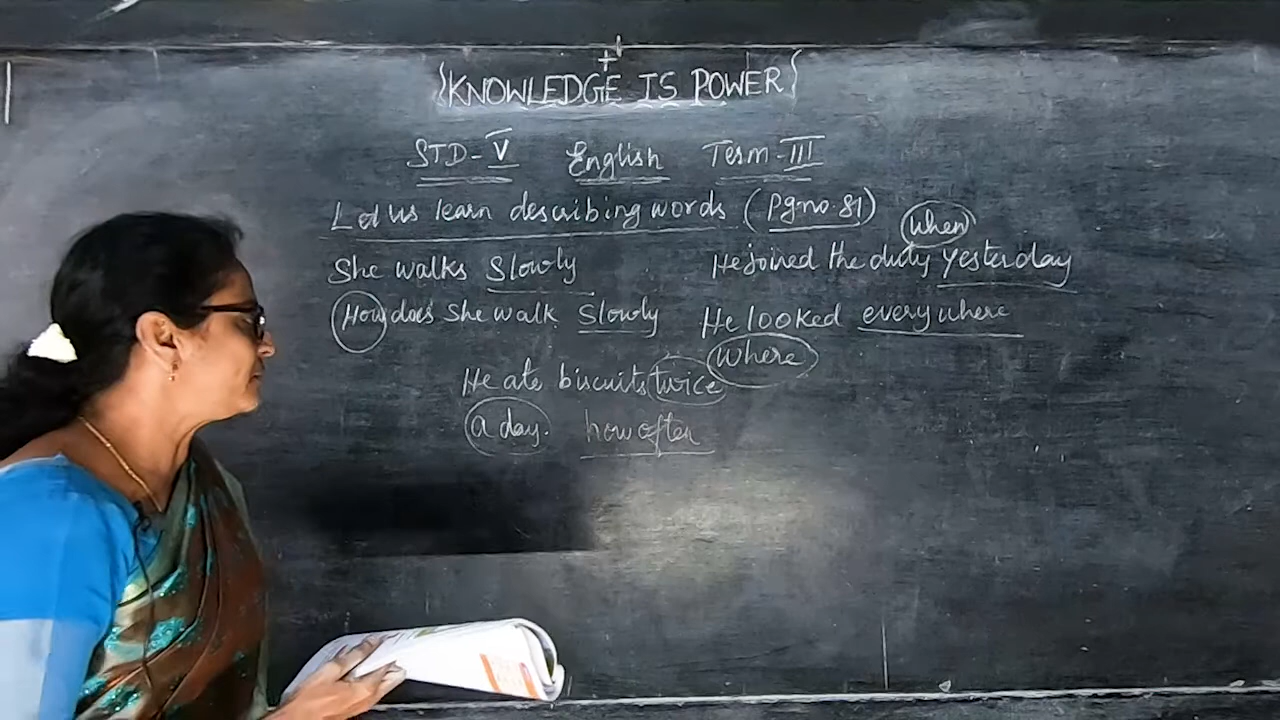 KNOWLEDGE IS POWER
STD-V English Term-III
Let us learn describing words (Pg.no.81)
She walks Slowly
How does She walk Slowly
when
He joined the duty yesterday
He looked everywhere
where
He ate biscuits twice
a day. how often